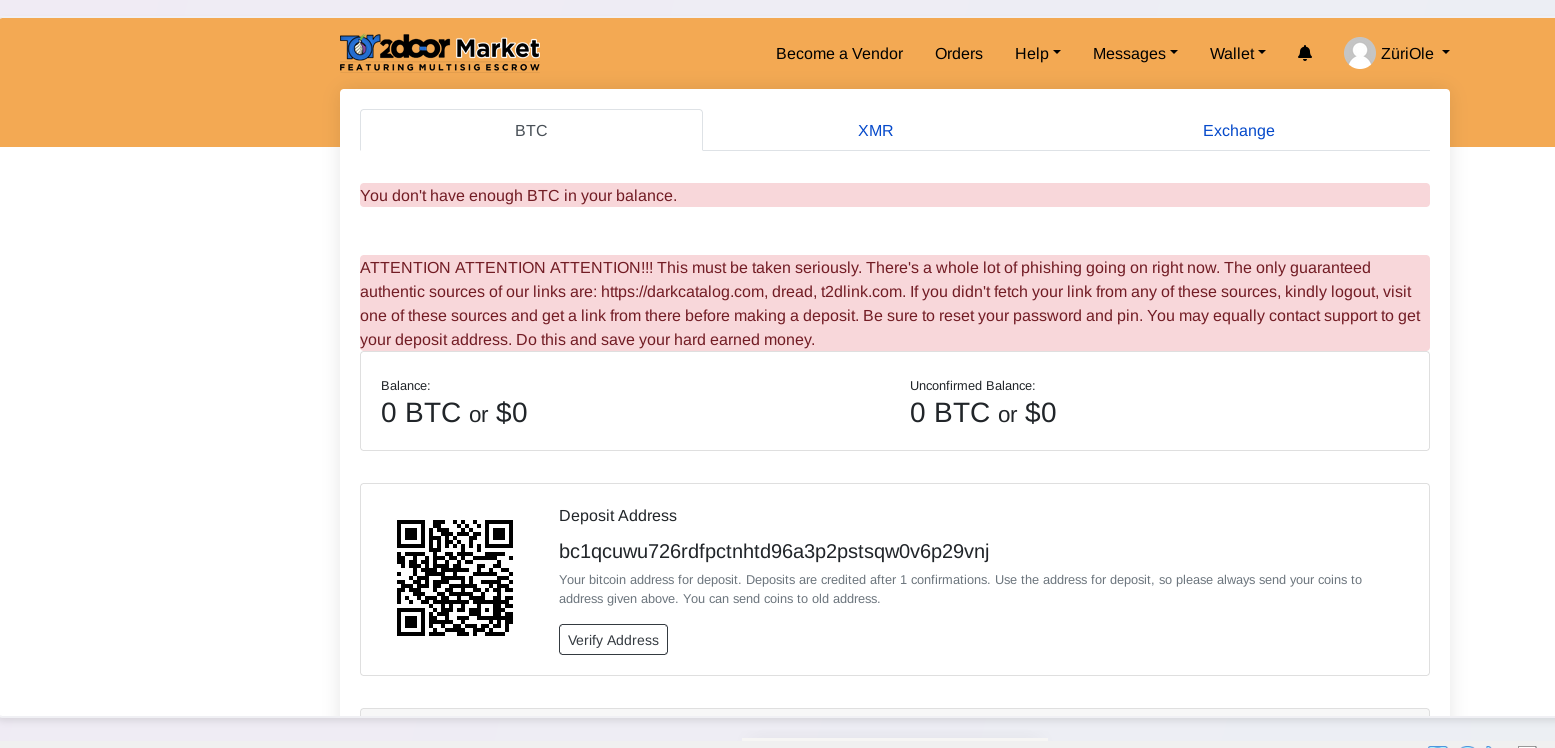 TOR2door Market
FEATURING MULTISIG ESCROW
Become a Vendor Orders Help Messages Wallet ZüriOle
BTC XMR Exchange
You don't have enough BTC in your balance.
ATTENTION ATTENTION ATTENTION!!! This must be taken seriously. There's a whole lot of phishing going on right now. The only guaranteed
authentic sources of our links are: https://darkcatalog.com, dread, t2dlink.com. If you didn't fetch your link from any of these sources, kindly logout, visit
one of these sources and get a link from there before making a deposit. Be sure to reset your password and pin. You may equally contact support to get
your deposit address. Do this and save your hard earned money.
Balance: Unconfirmed Balance:
0 BTC or $0 0 BTC or $0
Deposit Address
bc1qcuwu726rdfpctnhtd96a3p2pstsqw0v6p29vnj
Your bitcoin address for deposit. Deposits are credited after 1 confirmations. Use the address for deposit, so please always send your coins to
address given above. You can send coins to old address.
Verify Address